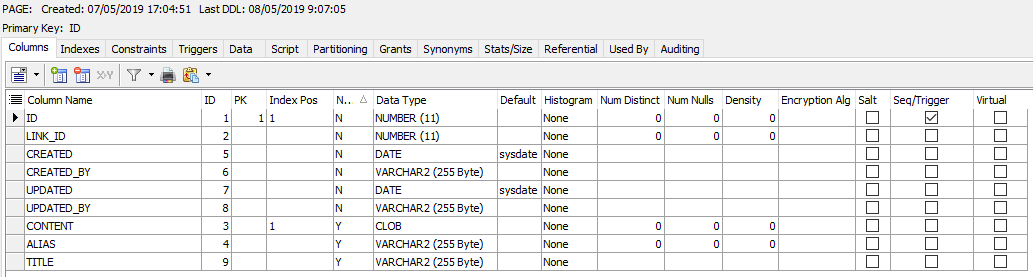 PAGE: Created: 07/05/2019 17:04:51 Last DDL: 08/05/2019 9:07:05
Primary Key: ID
Columns Indexes Constraints Triggers Data Script Partitioning Grants Synonyms Stats/Size Referential Used By Auditing
X⇌Y
Column Name ID PK Index Pos N... Data Type Default Histogram Num Distinct Num Nulls Density Encryption Alg Salt Seq/Trigger Virtual
ID 1 1 1 N NUMBER (11) None 0 0 0
LINK_ID 2 N NUMBER (11) None 0 0 0
CREATED 5 N DATE sysdate None
CREATED_BY 6 N VARCHAR2 (255 Byte) None
UPDATED 7 N DATE sysdate None
UPDATED_BY 8 N VARCHAR2 (255 Byte) None
CONTENT 3 1 Y CLOB None 0 0 0
ALIAS 4 Y VARCHAR2 (255 Byte) None 0 0 0
TITLE 9 Y VARCHAR2 (255 Byte) None